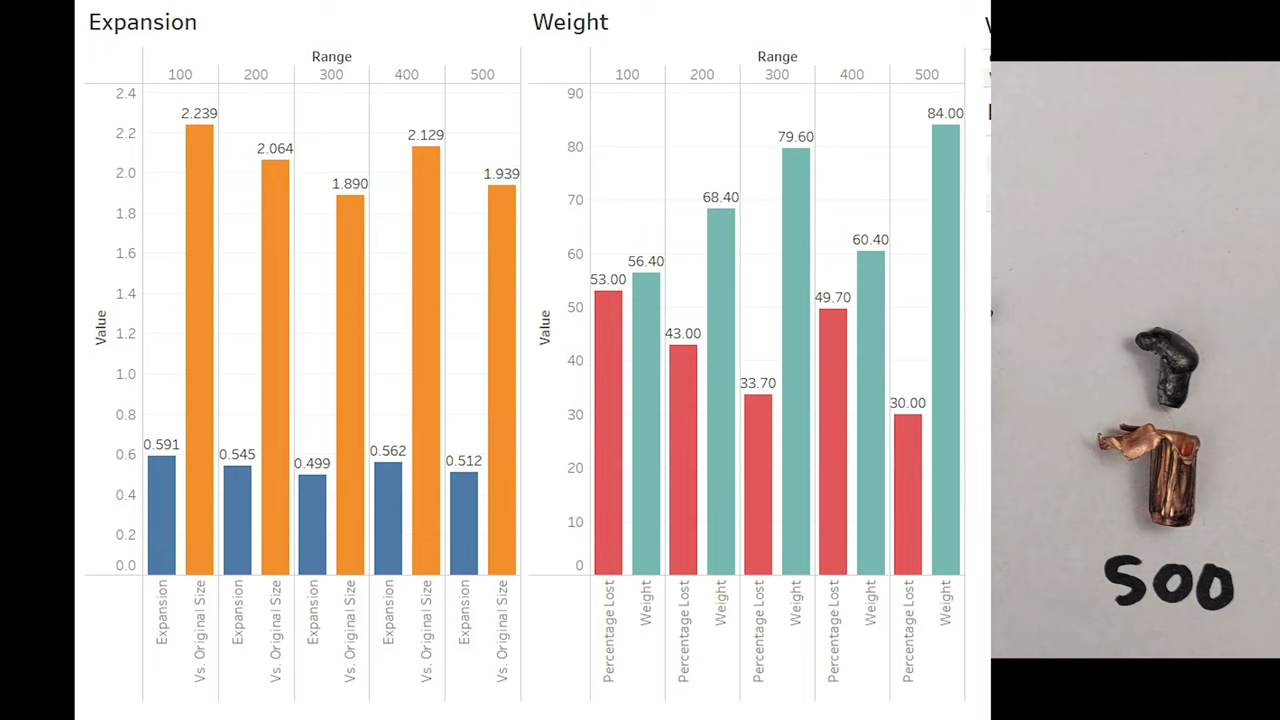 Expansion
Range
100 200 300 400 500
2.4
2.2
2.0
1.8
1.6
1.4
1.2
1.0
0.8
0.6
0.4
0.2
0.0
Value
0.591 2.239 0.545 2.064 0.499 1.890 0.562 2.129 0.512 1.939
Expansion Vs. Original Size Expansion Vs. Original Size Expansion Vs. Original Size Expansion Vs. Original Size Expansion Vs. Original Size
Weight
Range
100 200 300 400 500
90
80
70
60
50
40
30
20
10
0
Value
53.00 56.40 43.00 68.40 33.70 79.60 49.70 60.40 30.00 84.00
Percentage Lost Weight Percentage Lost Weight Percentage Lost Weight Percentage Lost Weight Percentage Lost Weight
500